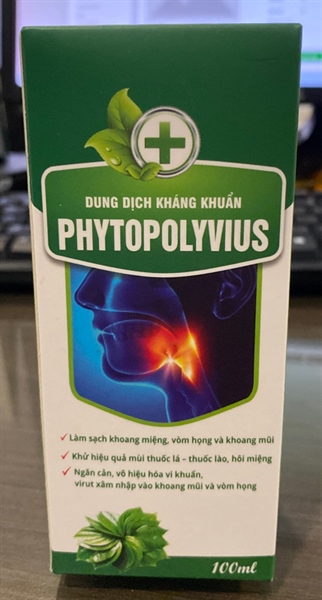 DUNG DỊCH KHÁNG KHUẨN
PHYTOPOLYVIUS
Làm sạch khoang miệng, vòm họng và khoang mũi
Khử hiệu quả mùi thuốc lá – thuốc lào, hôi miệng
Ngăn cản, vô hiệu hóa vi khuẩn,
virut xâm nhập vào khoang mũi và vòm họng
100ml